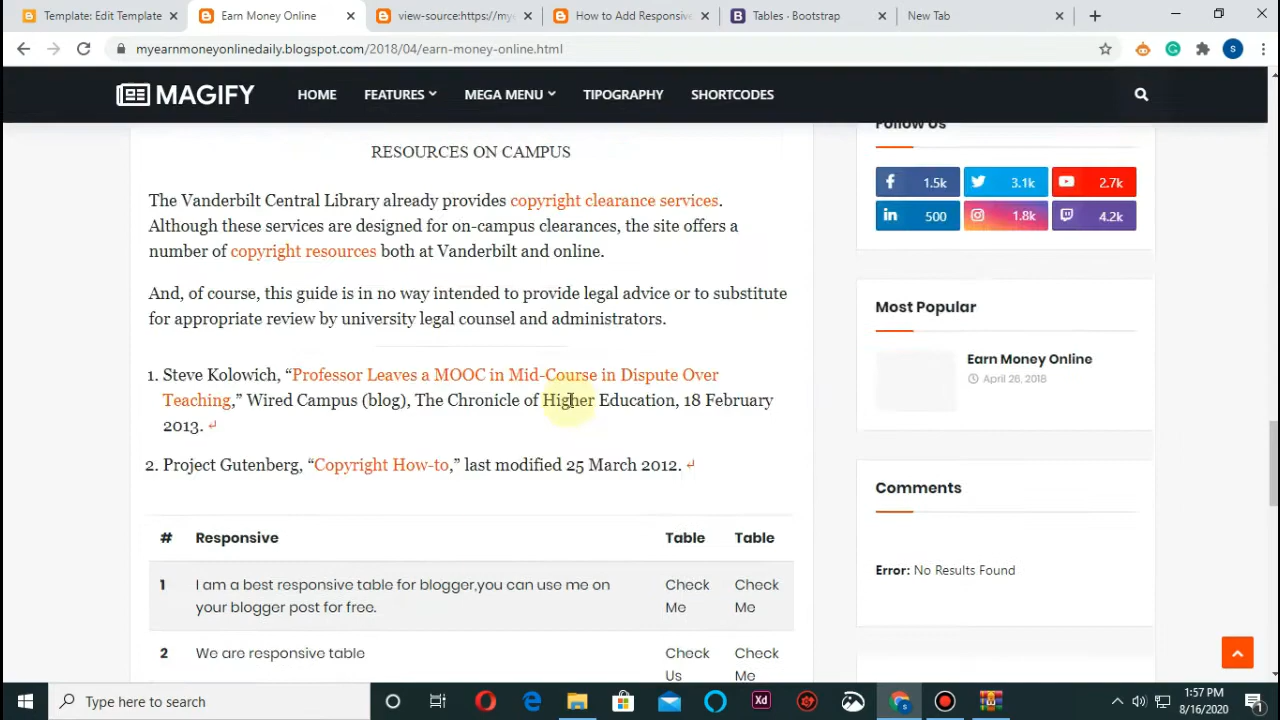 Template: Edit Template
Earn Money Online
view-source:https://my
How to Add Responsive
Tables · Bootstrap
New Tab
myearnmoneyonlinedaily.blogspot.com/2018/04/earn-money-online.html
MAGIFY
HOME
FEATURES
MEGA MENU
TYPOGRAPHY
SHORTCODES
RESOURCES ON CAMPUS
The Vanderbilt Central Library already provides copyright clearance services.
Although these services are designed for on-campus clearances, the site offers a
number of copyright resources both at Vanderbilt and online.
And, of course, this guide is in no way intended to provide legal advice or to substitute
for appropriate review by university legal counsel and administrators.
1. Steve Kolowich, “Professor Leaves a MOOC in Mid-Course in Dispute Over
Teaching,” Wired Campus (blog), The Chronicle of Higher Education, 18 February
2013. ↵
2. Project Gutenberg, “Copyright How-to,” last modified 25 March 2012. ↵
# Responsive Table Table
1 I am a best responsive table for blogger,you can use me on Check Check
your blogger post for free. Me Me
2 We are responsive table Check Check
Us Me
Follow Us
1.5k 3.1k 2.7k
500 1.8k 4.2k
Most Popular
Earn Money Online
April 26, 2018
Comments
Error: No Results Found
Type here to search
Xd
1:57 PM
8/16/2020